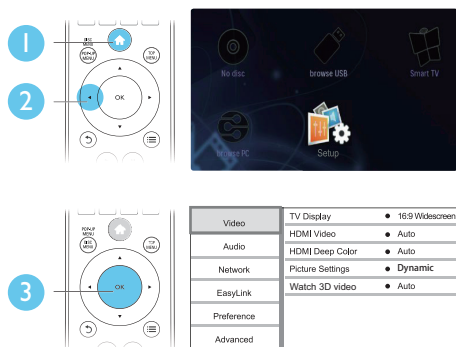 1
DISC
MENU
POP-UP
MENU
TOP
MENU
2
OK
No disc
browse USB
Smart TV
browse PC
Setup
POP-UP
MENU
DISC
MENU
TOP
MENU
3
OK
Video
TV Display
16:9 Widescreen
HDMI Video
Auto
Audio
HDMI Deep Color
Auto
Network
Picture Settings
Dynamic
EasyLink
Watch 3D video
Auto
Preference
Advanced